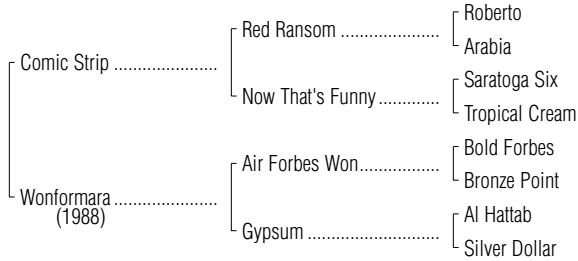 Roberto
Red Ransom ....................
Arabia
Comic Strip .....................
Saratoga Six
Now That's Funny .............
Tropical Cream
Bold Forbes
Air Forbes Won.................
Bronze Point
Wonformara .....................
(1988)
Al Hattab
Gypsum ...........................
Silver Dollar